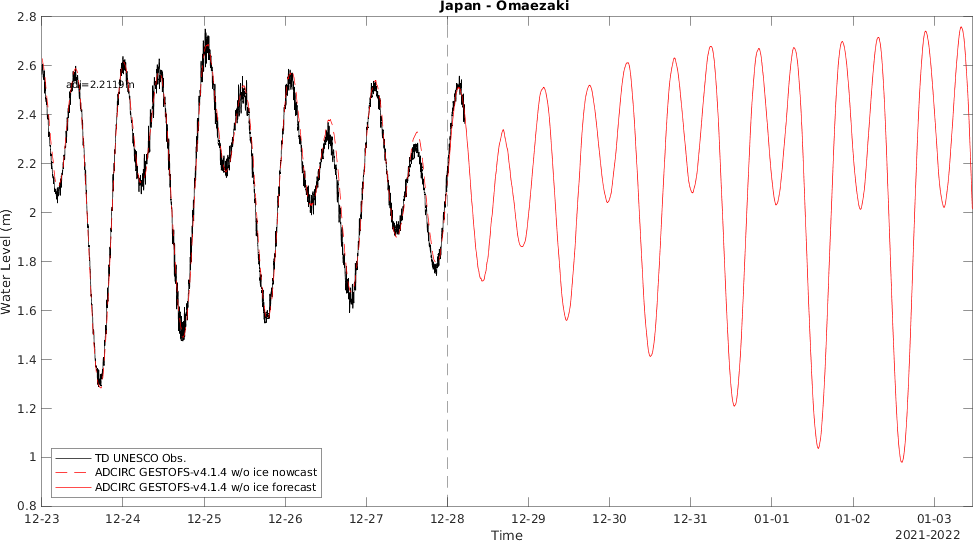 Japan - Omaezaki
2.8
2.6
2.4
2.2
2
1.8
1.6
1.4
1.2
1
0.8
Water Level (m)
adj=2.2119m
TD UNESCO Obs.
ADCIRC GESTOFS-v4.1.4 w/o ice nowcast
ADCIRC GESTOFS-v4.1.4 w/o ice forecast
12-23 12-24 12-25 12-26 12-27 12-28 12-29 12-30 12-31 01-01 01-02 01-03
Time
2021-2022